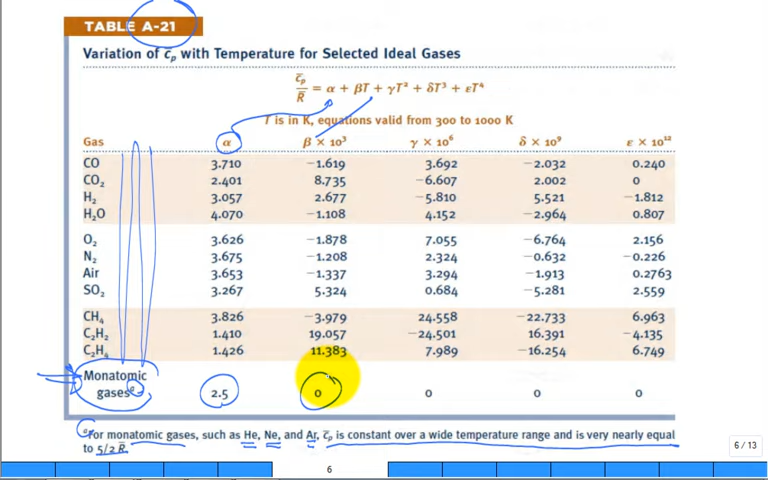 TABLE A-21
Variation of c̄ₚ with Temperature for Selected Ideal Gases
c̄ₚ/R̄ = α + βT + γT² + δT³ + εT⁴
T is in K, equations valid from 300 to 1000 K
Gas α β × 10³ γ × 10⁶ δ × 10⁹ ε × 10¹²
CO 3.710 −1.619 3.692 −2.032 0.240
CO₂ 2.401 8.735 −6.607 2.002 0
H₂ 3.057 2.677 −5.810 5.521 −1.812
H₂O 4.070 −1.108 4.152 −2.964 0.807
O₂ 3.626 −1.878 7.055 −6.764 2.156
N₂ 3.675 −1.208 2.324 −0.632 −0.226
Air 3.653 −1.337 3.294 −1.913 0.2763
SO₂ 3.267 5.324 0.684 −5.281 2.559
CH₄ 3.826 −3.979 24.558 −22.733 6.963
C₂H₂ 1.410 19.057 −24.501 16.391 −4.135
C₂H₄ 1.426 11.383 7.989 −16.254 6.749
Monatomic
gasesᵃ 2.5 0 0 0 0
ᵃFor monatomic gases, such as He, Ne, and Ar, c̄ₚ is constant over a wide temperature range and is very nearly equal
to 5/2 R̄.
6 / 13
6